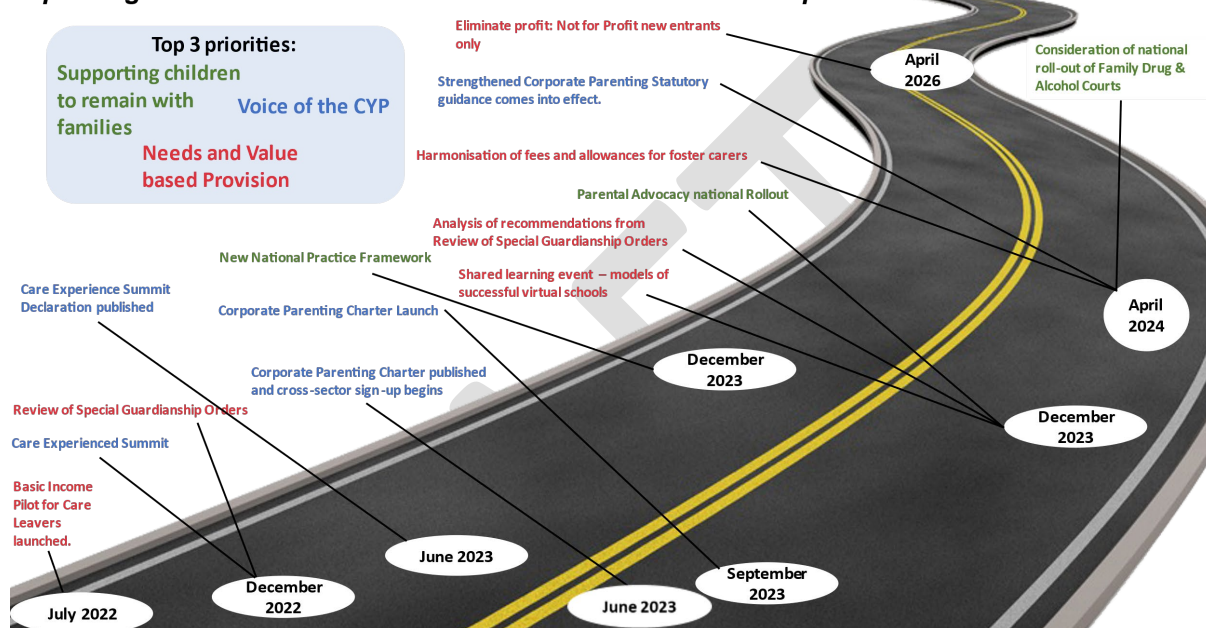 Top 3 priorities:
Supporting children
to remain with
families
Voice of the CYP
Needs and Value
based Provision
Eliminate profit: Not for Profit new entrants
only
Strengthened Corporate Parenting Statutory
guidance comes into effect.
Harmonisation of fees and allowances for foster carers
Parental Advocacy national Rollout
Analysis of recommendations from
Review of Special Guardianship Orders
Shared learning event – models of
successful virtual schools
New National Practice Framework
Corporate Parenting Charter Launch
Care Experience Summit
Declaration published
Corporate Parenting Charter published
and cross-sector sign-up begins
Review of Special Guardianship Orders
Care Experienced Summit
Basic Income
Pilot for Care
Leavers
launched.
Consideration of national
roll-out of Family Drug &
Alcohol Courts
April
2026
April
2024
December
2023
December
2023
June 2023
September
2023
June 2023
December
2022
July 2022